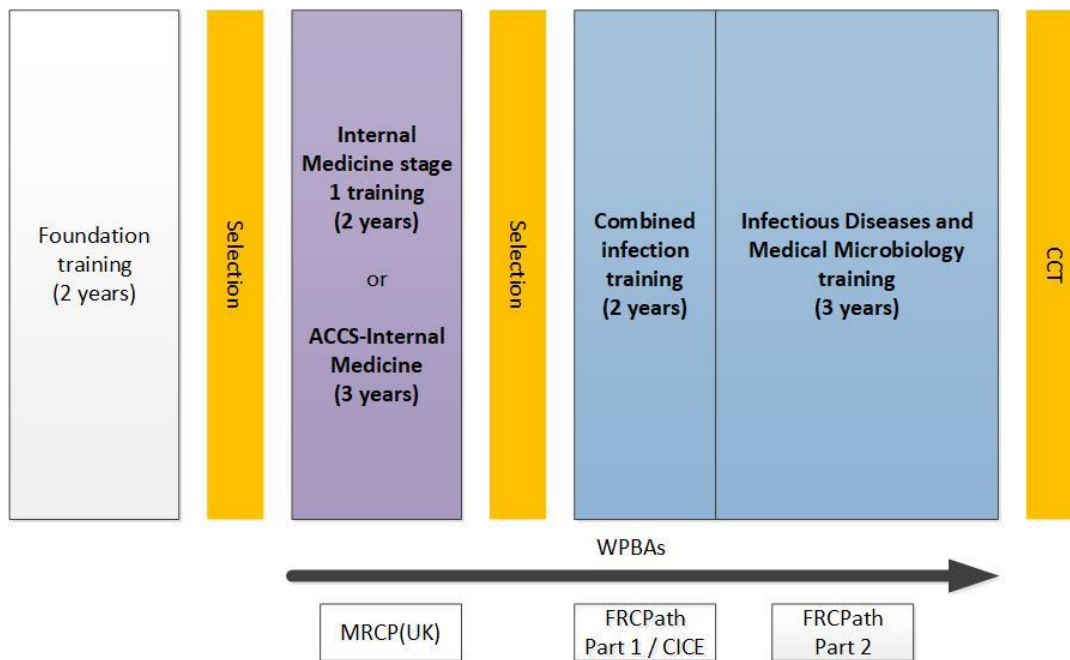 Foundation
training
(2 years)
Selection
Internal
Medicine stage
1 training
(2 years)
or
ACCS-Internal
Medicine
(3 years)
Selection
Combined
infection
training
(2 years)
Infectious Diseases and
Medical Microbiology
training
(3 years)
CCT
WPBAs
MRCP(UK)
FRCPath
Part 1 / CICE
FRCPath
Part 2